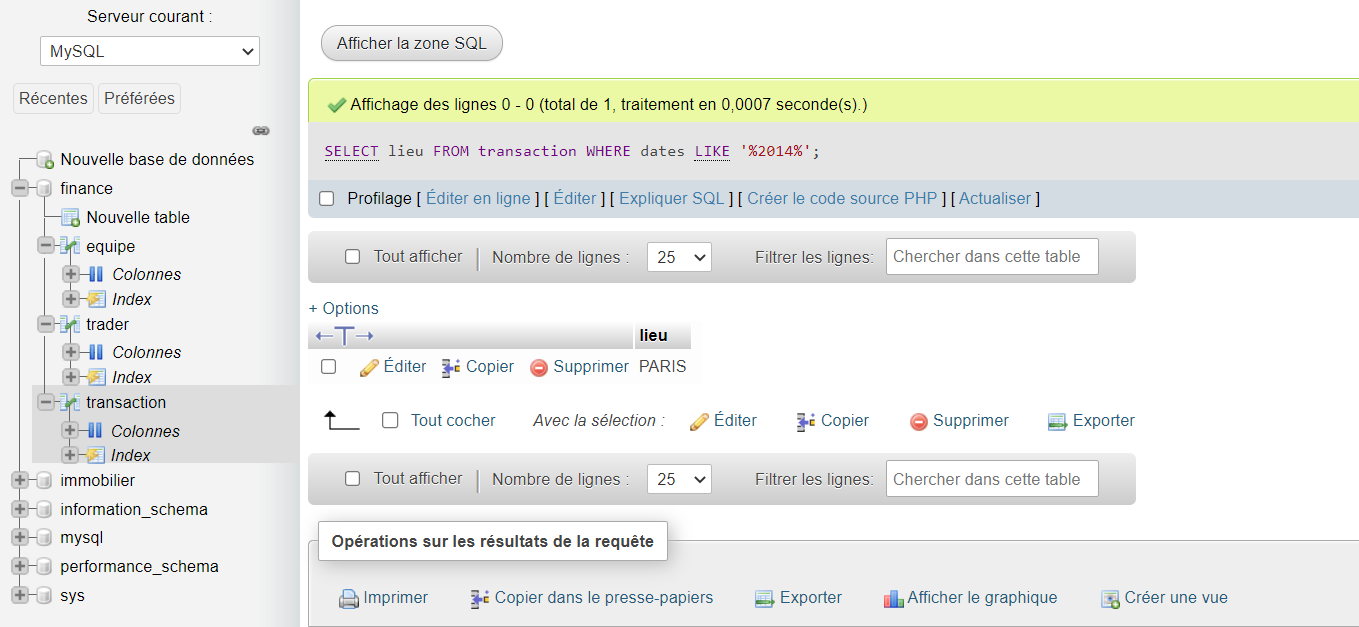 Serveur courant :
MySQL
Récentes Préférées
Nouvelle base de données
finance
Nouvelle table
equipe
Colonnes
Index
trader
Colonnes
Index
transaction
Colonnes
Index
immobilier
information_schema
mysql
performance_schema
sys
Afficher la zone SQL
Affichage des lignes 0 - 0 (total de 1, traitement en 0,0007 seconde(s).)
SELECT lieu FROM transaction WHERE dates LIKE '%2014%';
Profilage [ Éditer en ligne ] [ Éditer ] [ Expliquer SQL ] [ Créer le code source PHP ] [ Actualiser ]
Tout afficher Nombre de lignes : 25 Filtrer les lignes: Chercher dans cette table
+ Options
lieu
Éditer Copier Supprimer PARIS
Tout cocher Avec la sélection : Éditer Copier Supprimer Exporter
Tout afficher Nombre de lignes : 25 Filtrer les lignes: Chercher dans cette table
Opérations sur les résultats de la requête
Imprimer Copier dans le presse-papiers Exporter Afficher le graphique Créer une vue